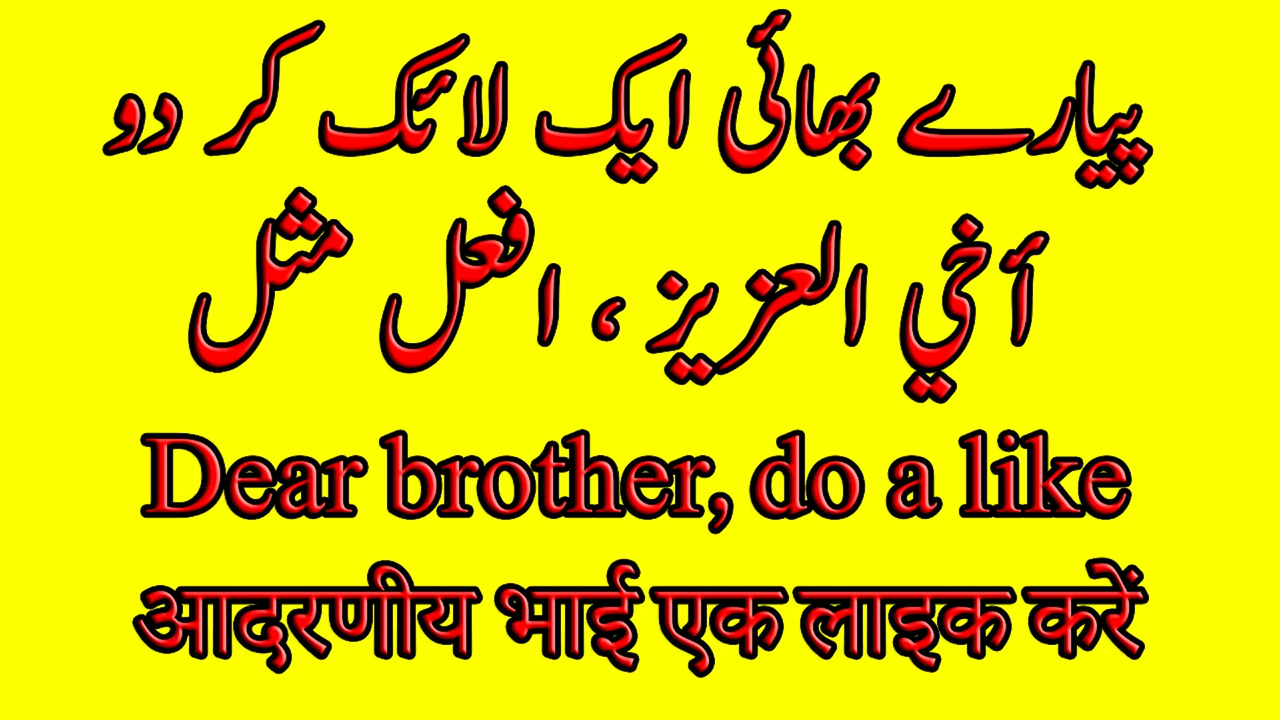 پیارے بھائی ایک لائک کر دو
أخي العزيز ، افعل مثل
Dear brother, do a like
आदरणीय भाई एक लाइक करें